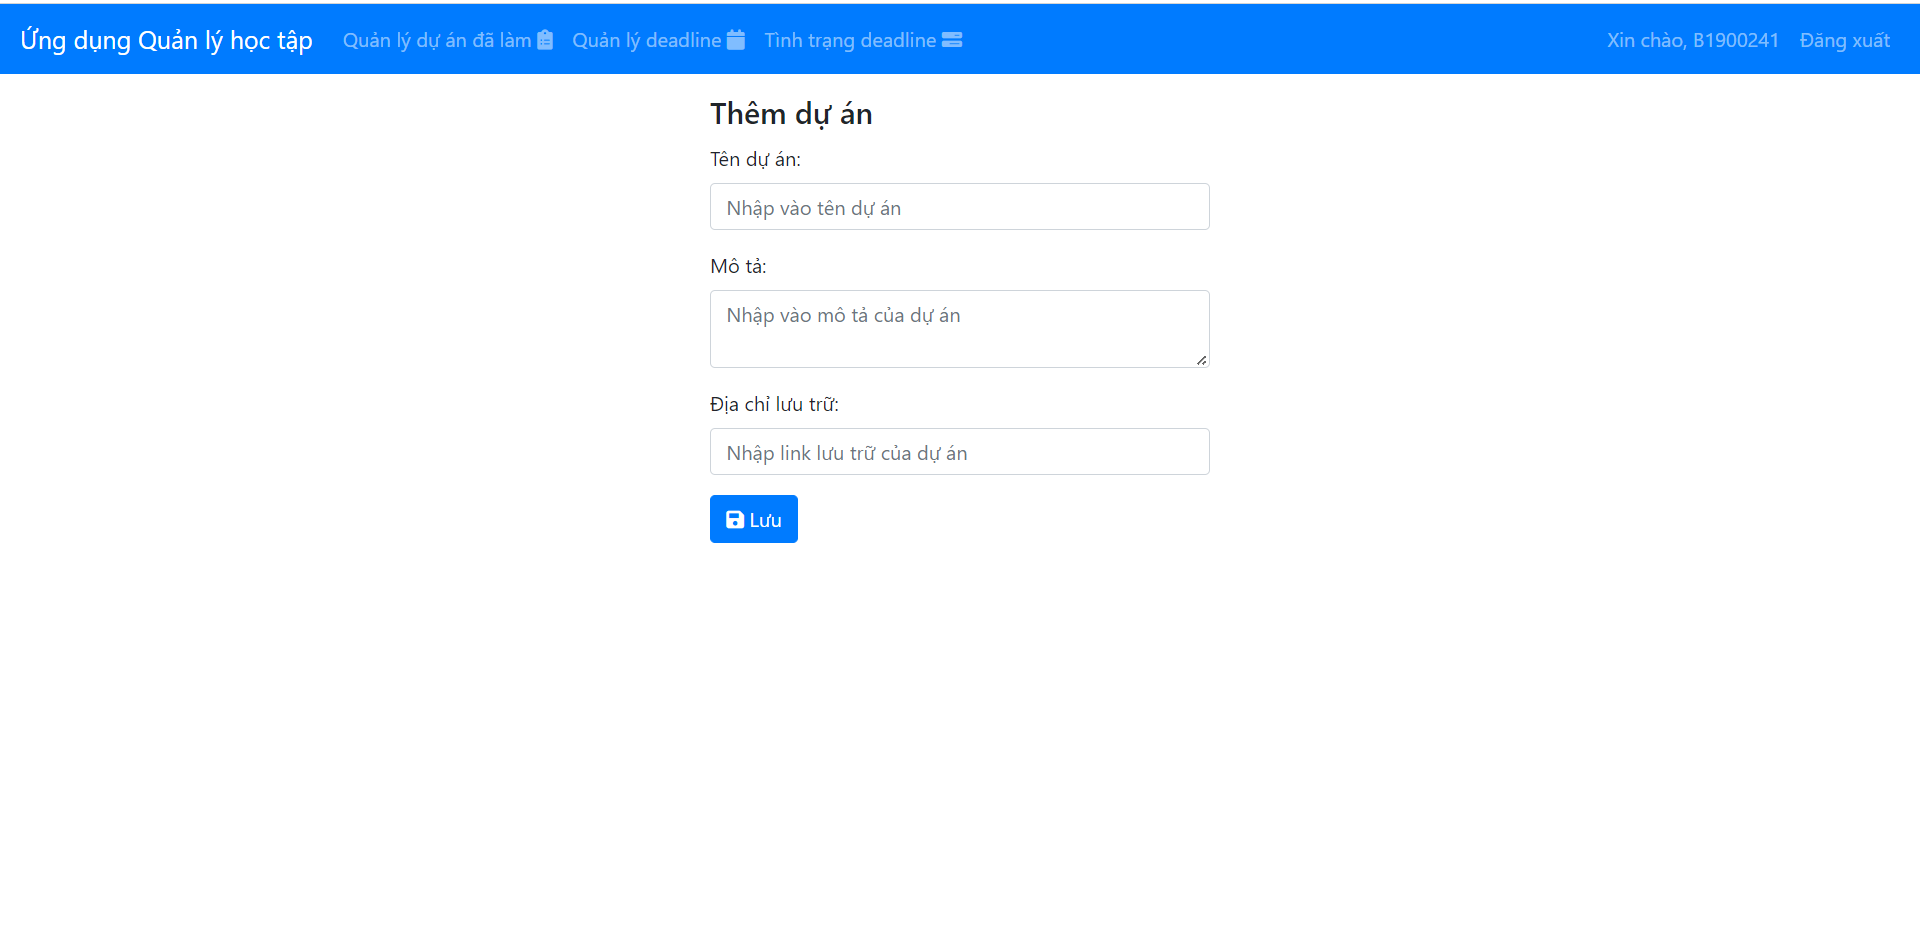 Ứng dụng Quản lý học tập Quản lý dự án đã làm Quản lý deadline Tình trạng deadline Xin chào, B1900241 Đăng xuất
Thêm dự án
Tên dự án:
Nhập vào tên dự án
Mô tả:
Nhập vào mô tả của dự án
Địa chỉ lưu trữ:
Nhập link lưu trữ của dự án
Lưu